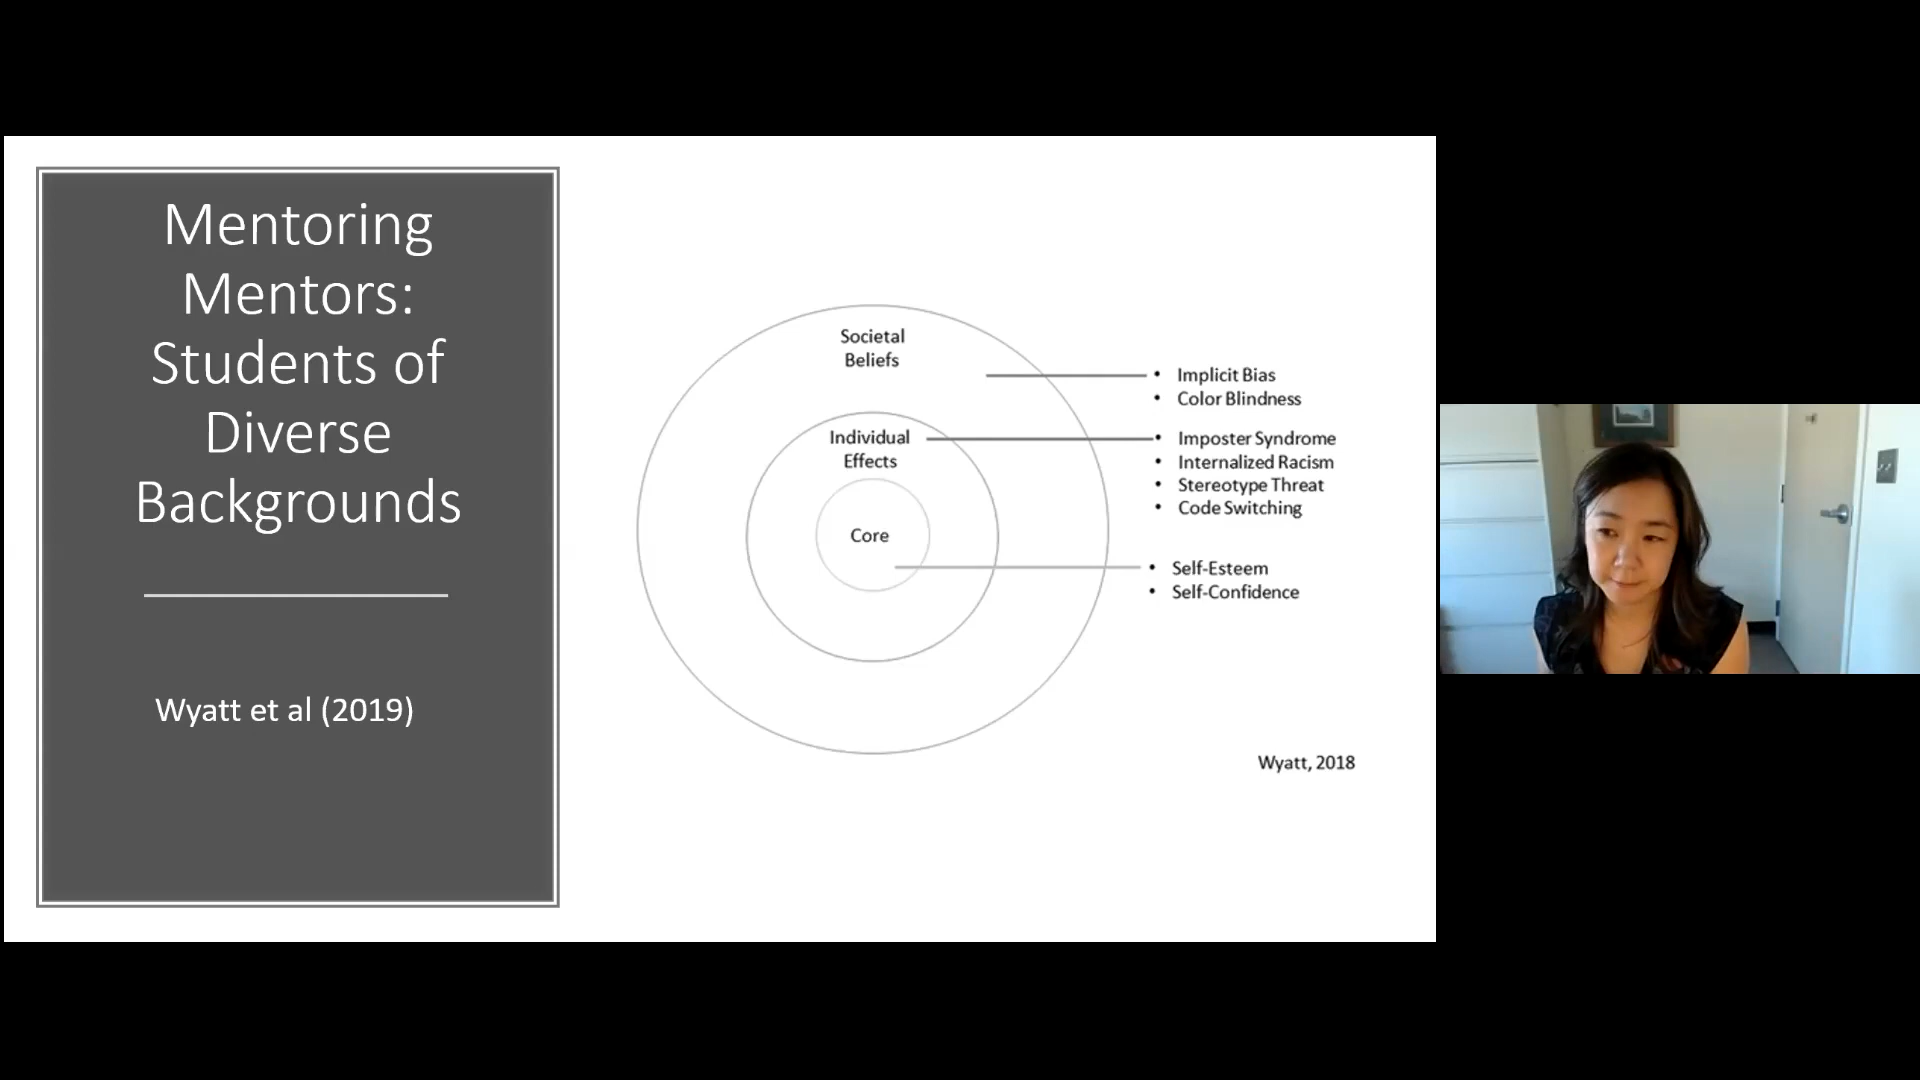 Mentoring
Mentors:
Students of
Diverse
Backgrounds
Wyatt et al (2019)
Societal
Beliefs
Individual
Effects
Core
• Implicit Bias
• Color Blindness
• Imposter Syndrome
• Internalized Racism
• Stereotype Threat
• Code Switching
• Self-Esteem
• Self-Confidence
Wyatt, 2018